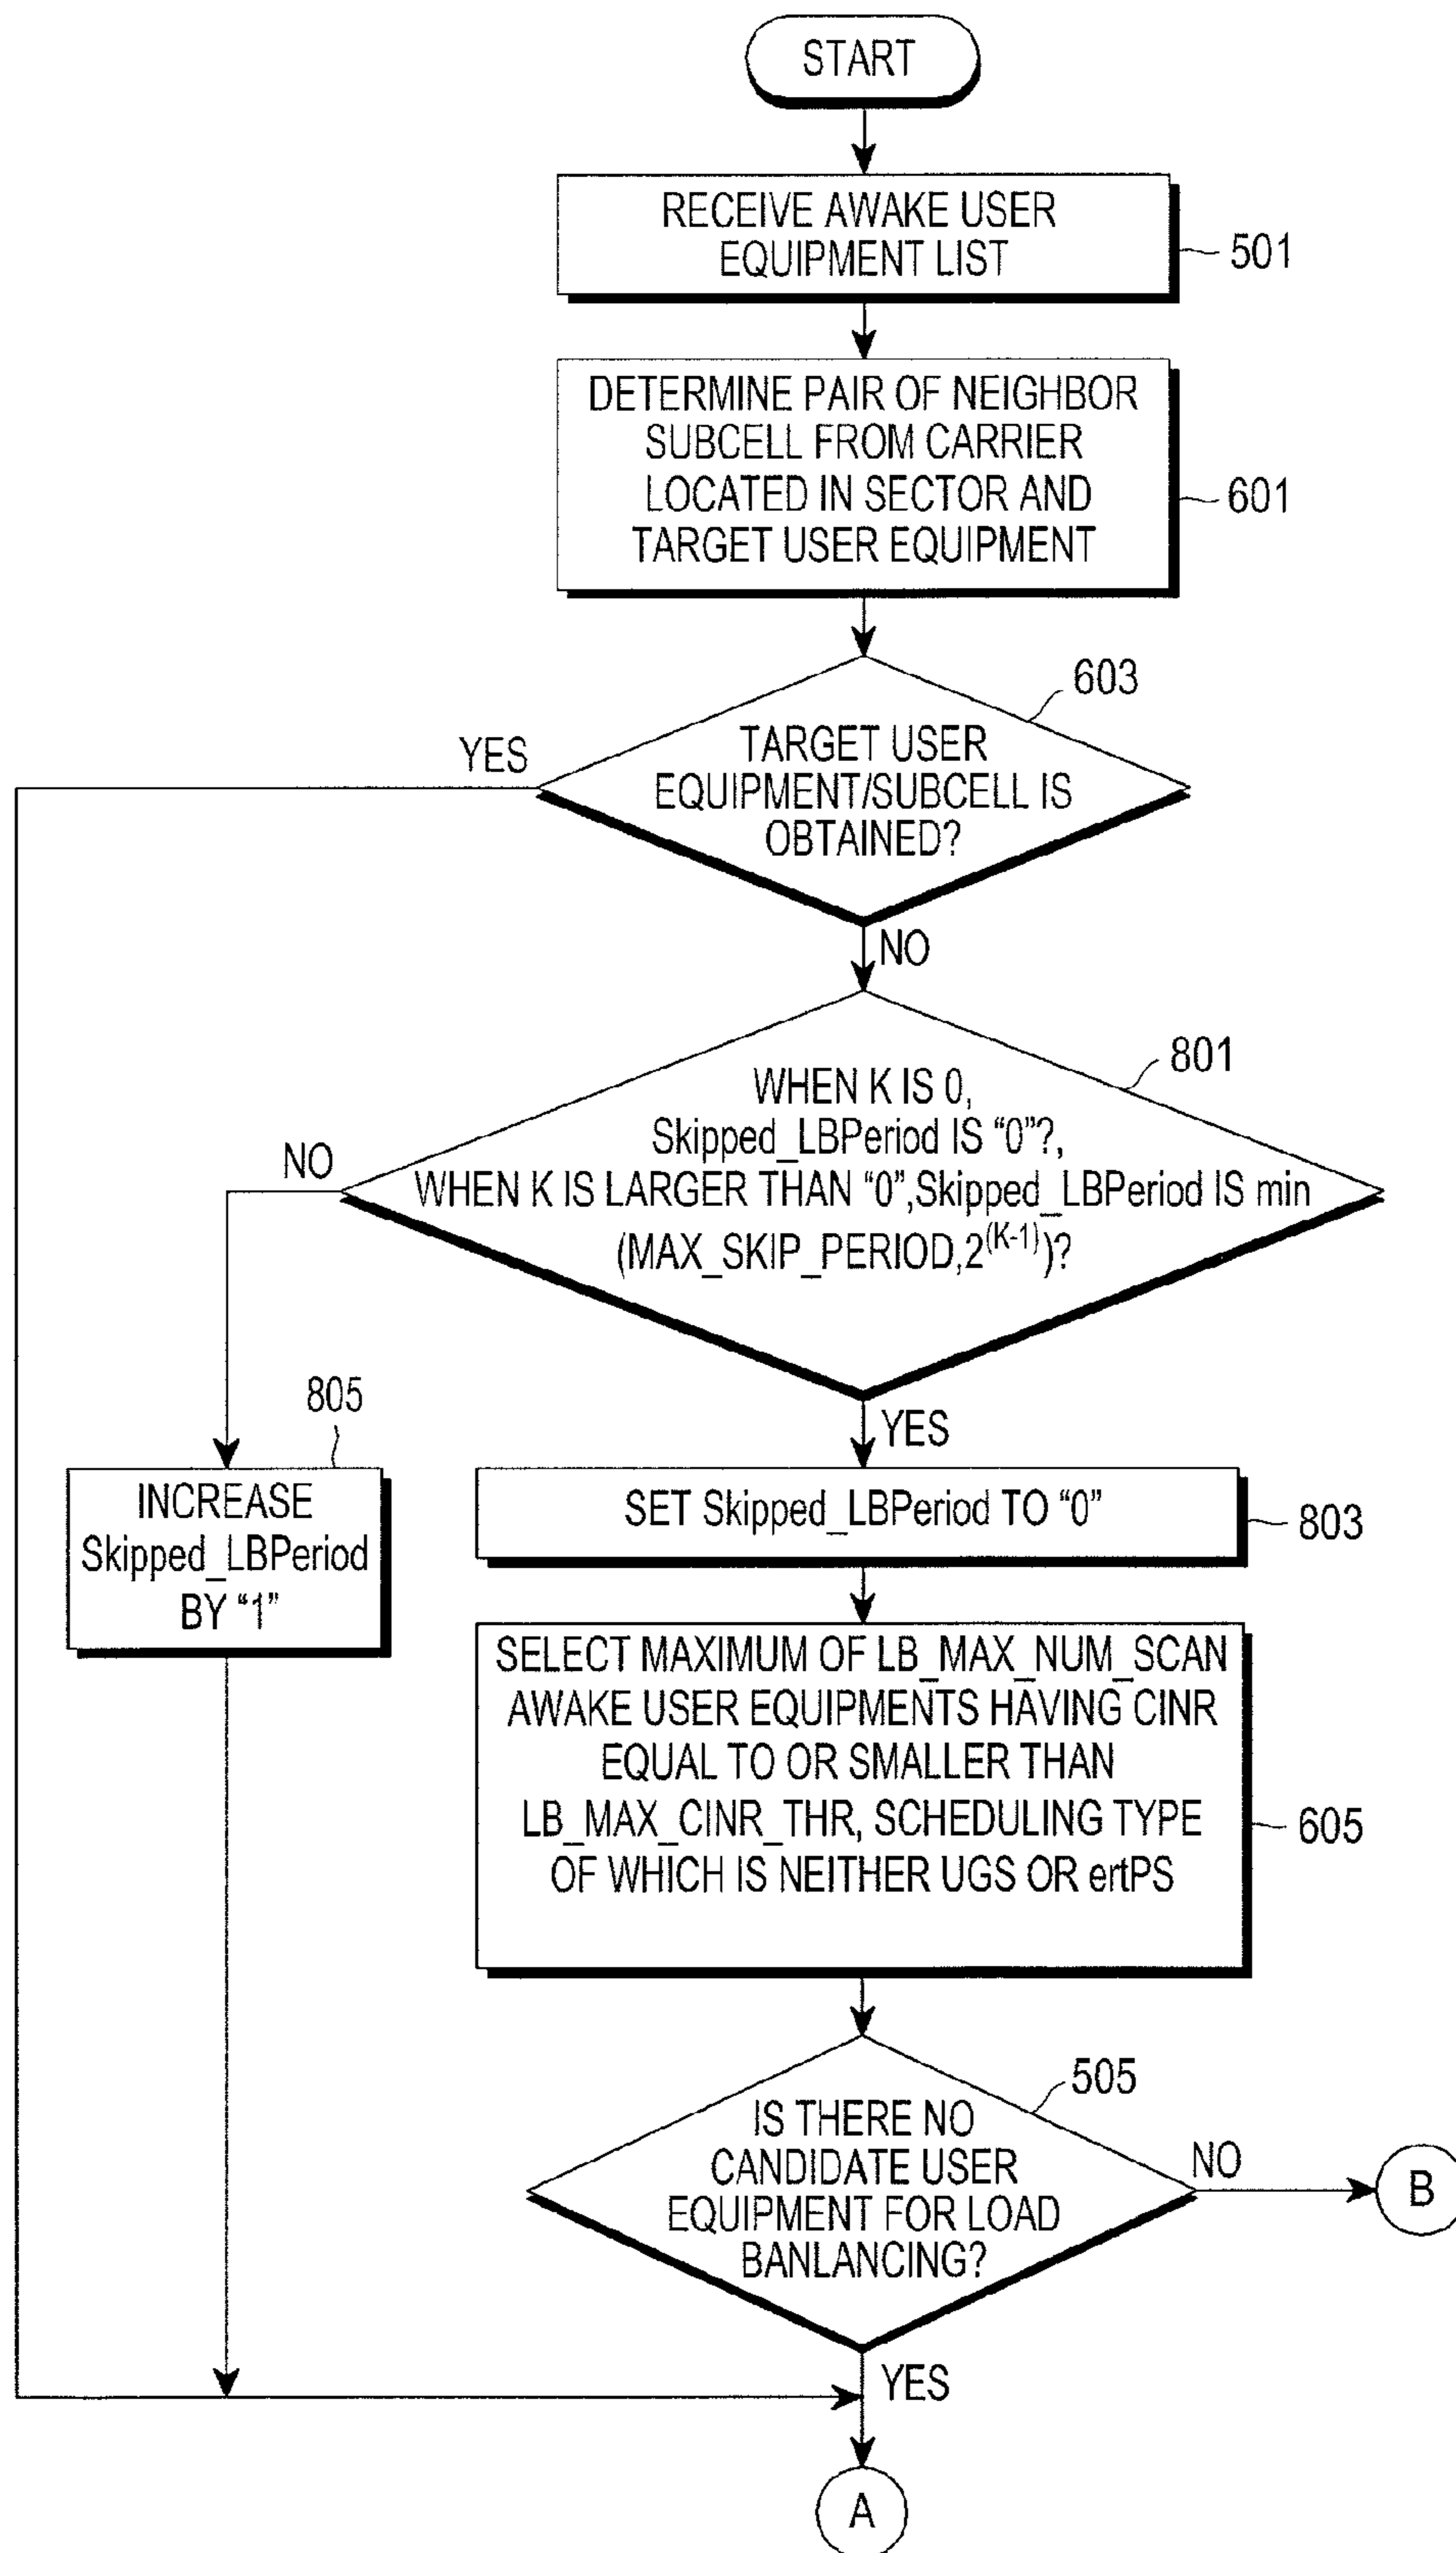 START
RECEIVE AWAKE USER
EQUIPMENT LIST
501
DETERMINE PAIR OF NEIGHBOR
SUBCELL FROM CARRIER
LOCATED IN SECTOR AND
TARGET USER EQUIPMENT
601
603
TARGET USER
EQUIPMENT/SUBCELL IS
OBTAINED?
YES
NO
801
WHEN K IS 0,
Skipped_LBPeriod IS “0”?,
WHEN K IS LARGER THAN “0”,Skipped_LBPeriod IS min
(MAX_SKIP_PERIOD,2^(K-1))?
NO
YES
805
INCREASE
Skipped_LBPeriod
BY “1”
SET Skipped_LBPeriod TO “0”
803
SELECT MAXIMUM OF LB_MAX_NUM_SCAN
AWAKE USER EQUIPMENTS HAVING CINR
EQUAL TO OR SMALLER THAN
LB_MAX_CINR_THR, SCHEDULING TYPE
OF WHICH IS NEITHER UGS OR ertPS
605
505
IS THERE NO
CANDIDATE USER
EQUIPMENT FOR LOAD
BANLANCING?
NO
B
YES
A